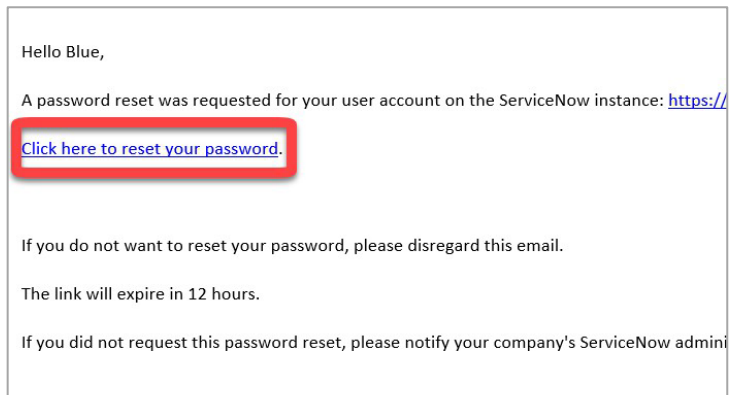 Hello Blue,
A password reset was requested for your user account on the ServiceNow instance: https://
Click here to reset your password.
If you do not want to reset your password, please disregard this email.
The link will expire in 12 hours.
If you did not request this password reset, please notify your company's ServiceNow admini